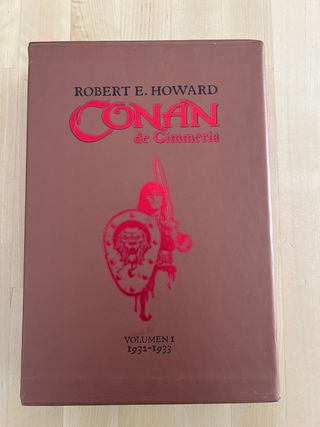 ROBERT E. HOWARD
CONAN
de Cimmeria
VOLUMEN I
1932-1933